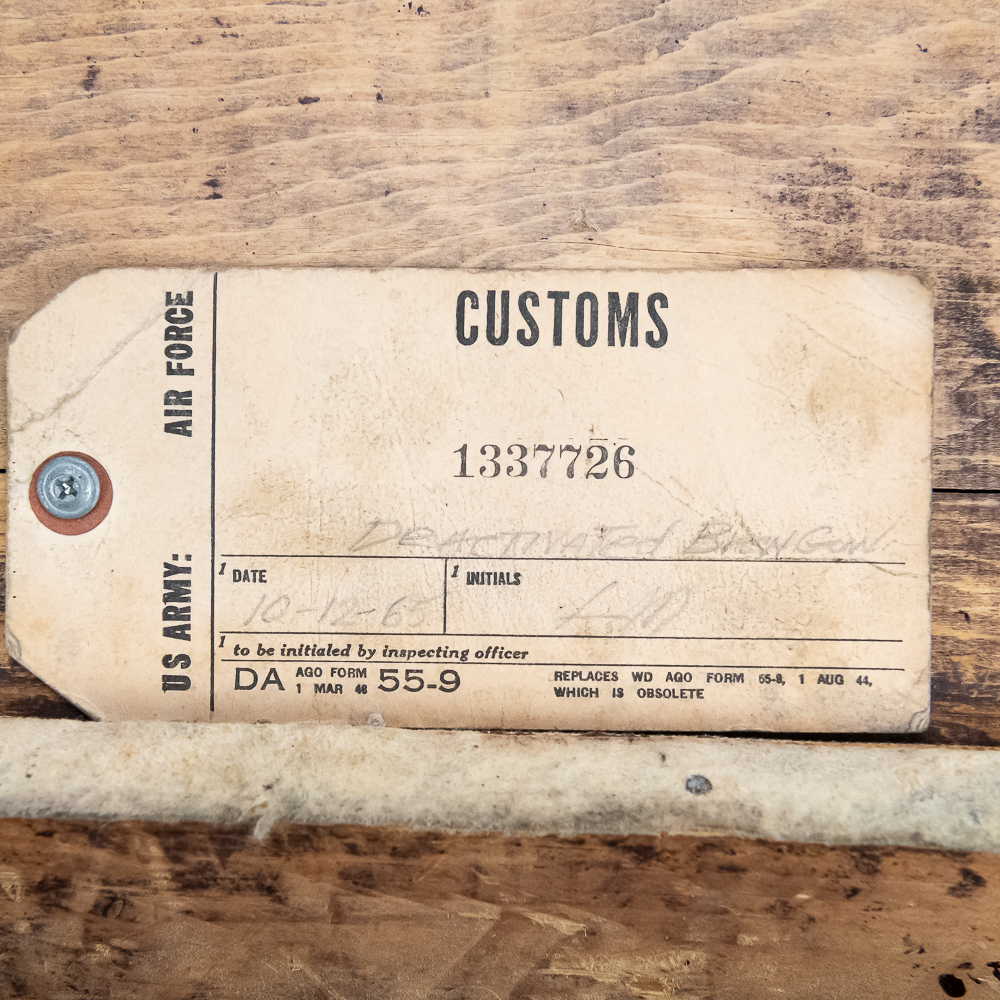 US ARMY: AIR FORCE
CUSTOMS
1337726
DEACTIVATED BREN GUN
1 DATE
10-12-65
1 INITIALS
1 to be initialed by inspecting officer
DA AGO FORM 55-9
1 MAR 48
REPLACES WD AGO FORM 55-9, 1 AUG 44,
WHICH IS OBSOLETE